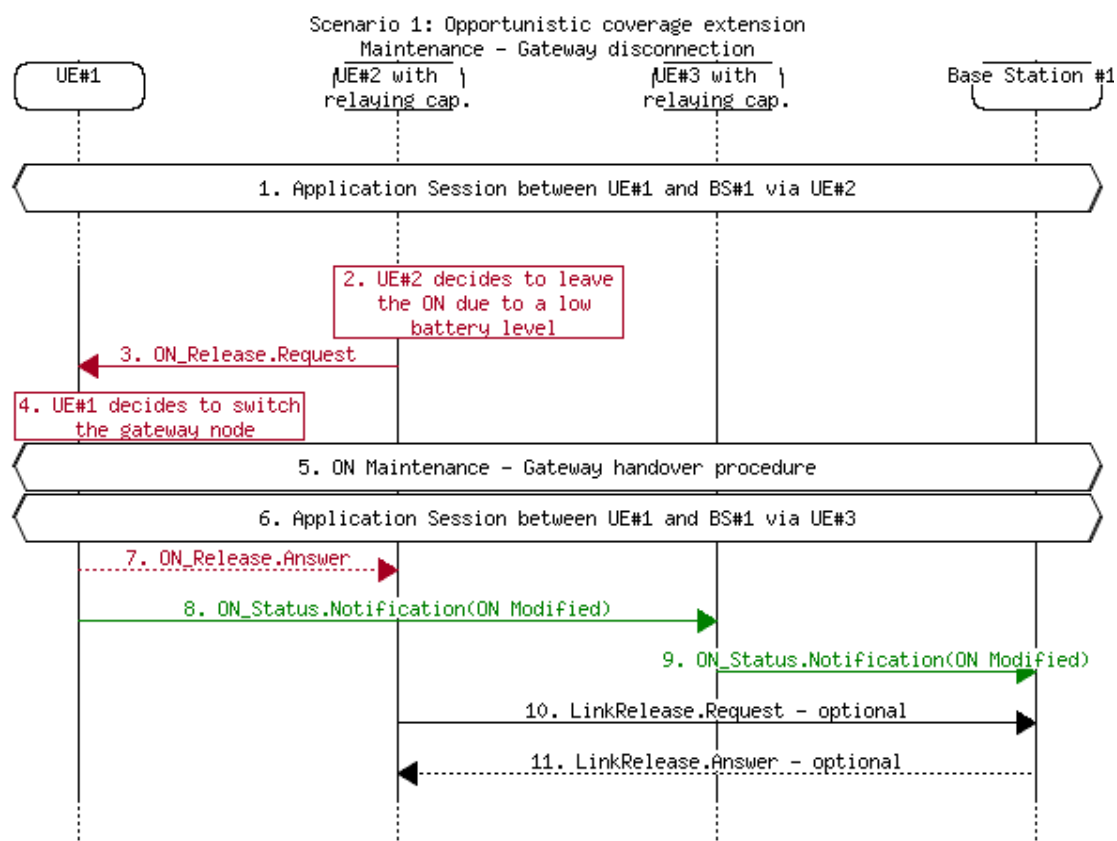 Scenario 1: Opportunistic coverage extension
Maintenance - Gateway disconnection
UE#1
UE#2 with
relaying cap.
UE#3 with
relaying cap.
Base Station #1
1. Application Session between UE#1 and BS#1 via UE#2
2. UE#2 decides to leave
the ON due to a low
battery level
3. ON_Release.Request
4. UE#1 decides to switch
the gateway node
5. ON Maintenance - Gateway handover procedure
6. Application Session between UE#1 and BS#1 via UE#3
7. ON_Release.Answer
8. ON_Status.Notification(ON Modified)
9. ON_Status.Notification(ON Modified)
10. LinkRelease.Request - optional
11. LinkRelease.Answer - optional